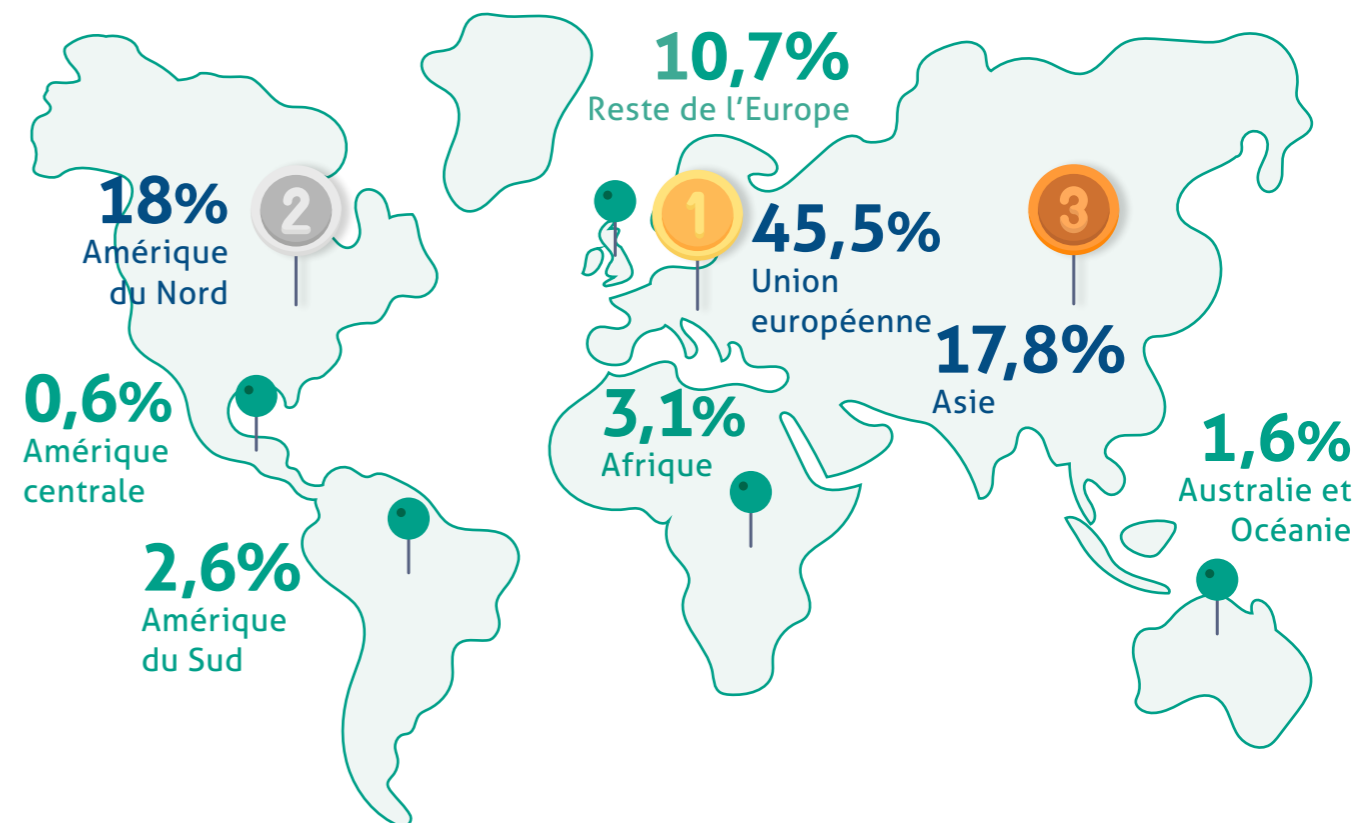 10,7%
Reste de l'Europe
18%
Amérique
du Nord
2
1
45,5%
Union
européenne
3
17,8%
Asie
0,6%
Amérique
centrale
3,1%
Afrique
1,6%
Australie et
Océanie
2,6%
Amérique
du Sud